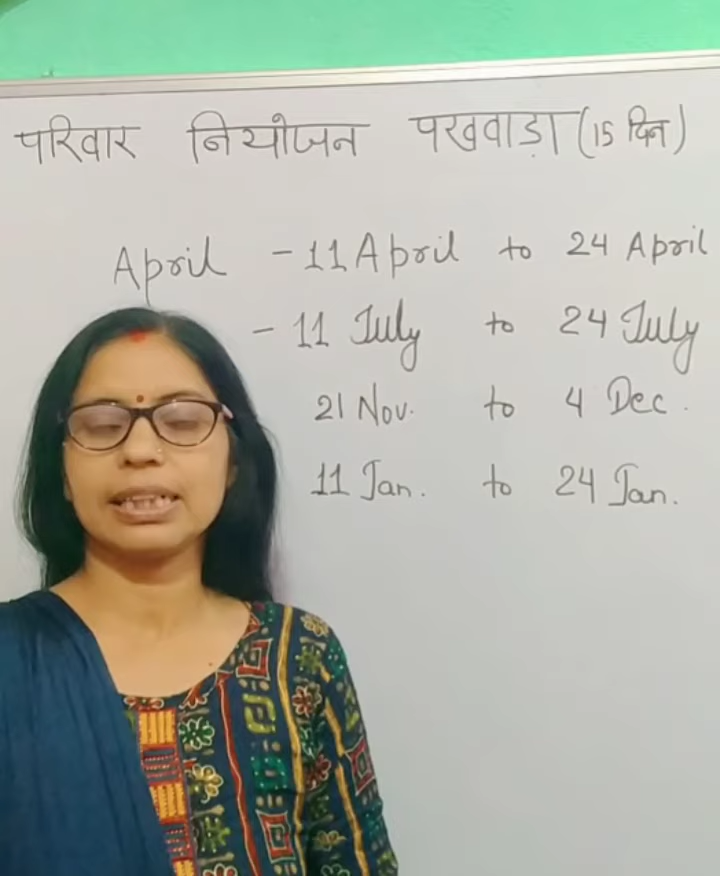 परिवार नियोजन पखवाड़ा (15 दिन)
April - 11 April to 24 April
- 11 July to 24 July
21 Nov. to 4 Dec.
11 Jan. to 24 Jan.